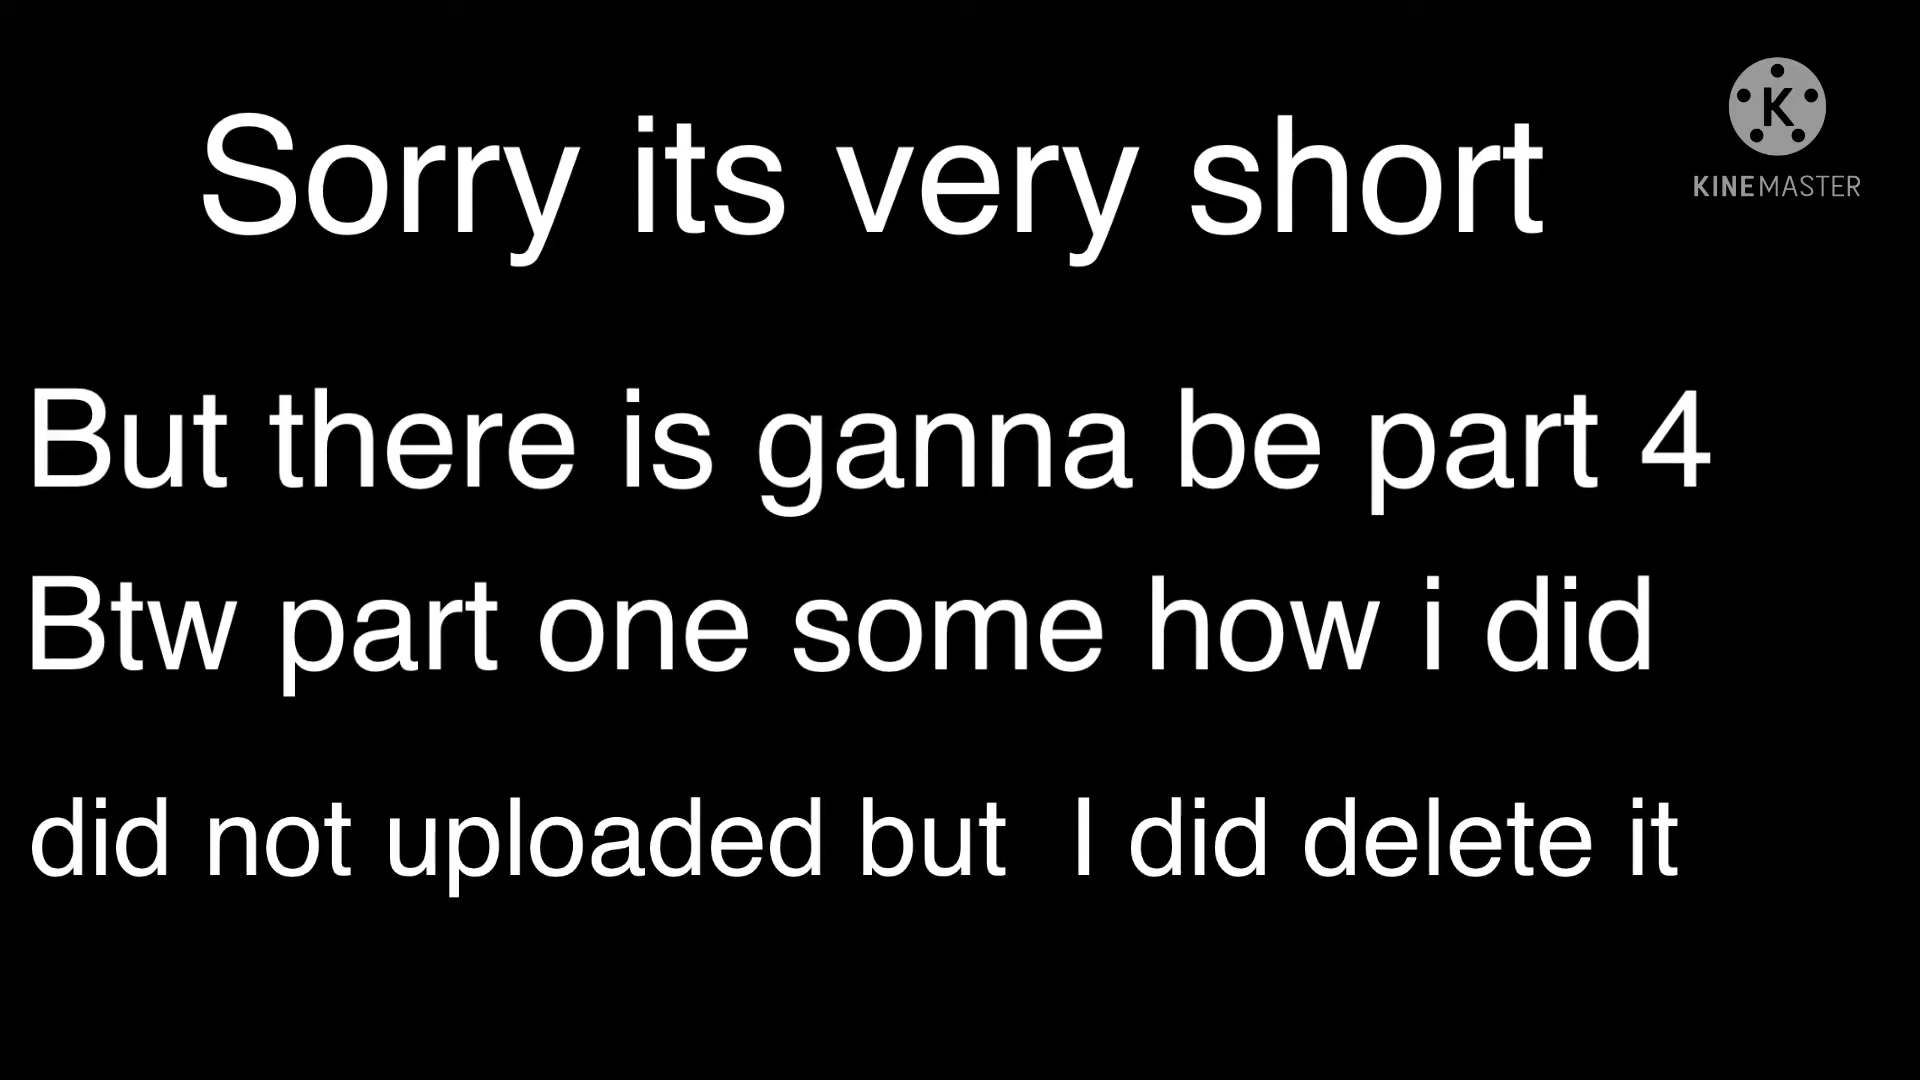 Sorry its very short
K
KINEMASTER
But there is ganna be part 4
Btw part one some how i did
did not uploaded but  I did delete it